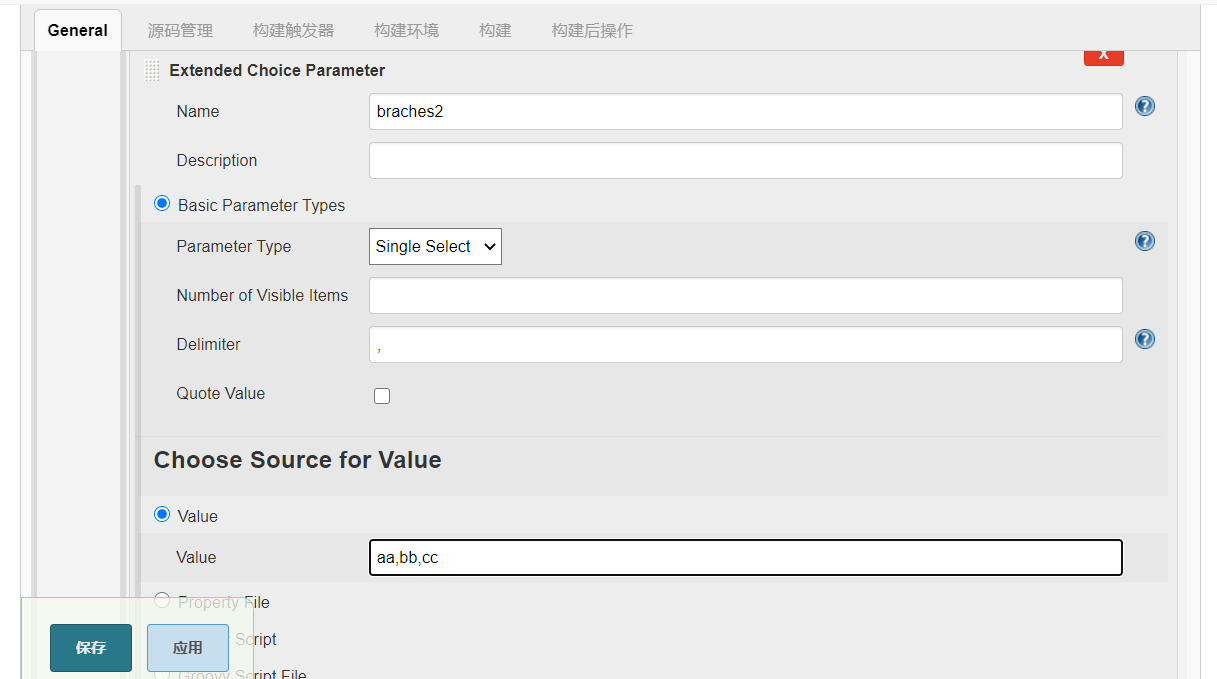 General 源码管理 构建触发器 构建环境 构建 构建后操作
X
Extended Choice Parameter
Name braches2
Description
Basic Parameter Types
Parameter Type Single Select
Number of Visible Items
Delimiter ,
Quote Value
Choose Source for Value
Value
Value aa,bb,cc
Property File
Script
保存 应用
Groovy Script File